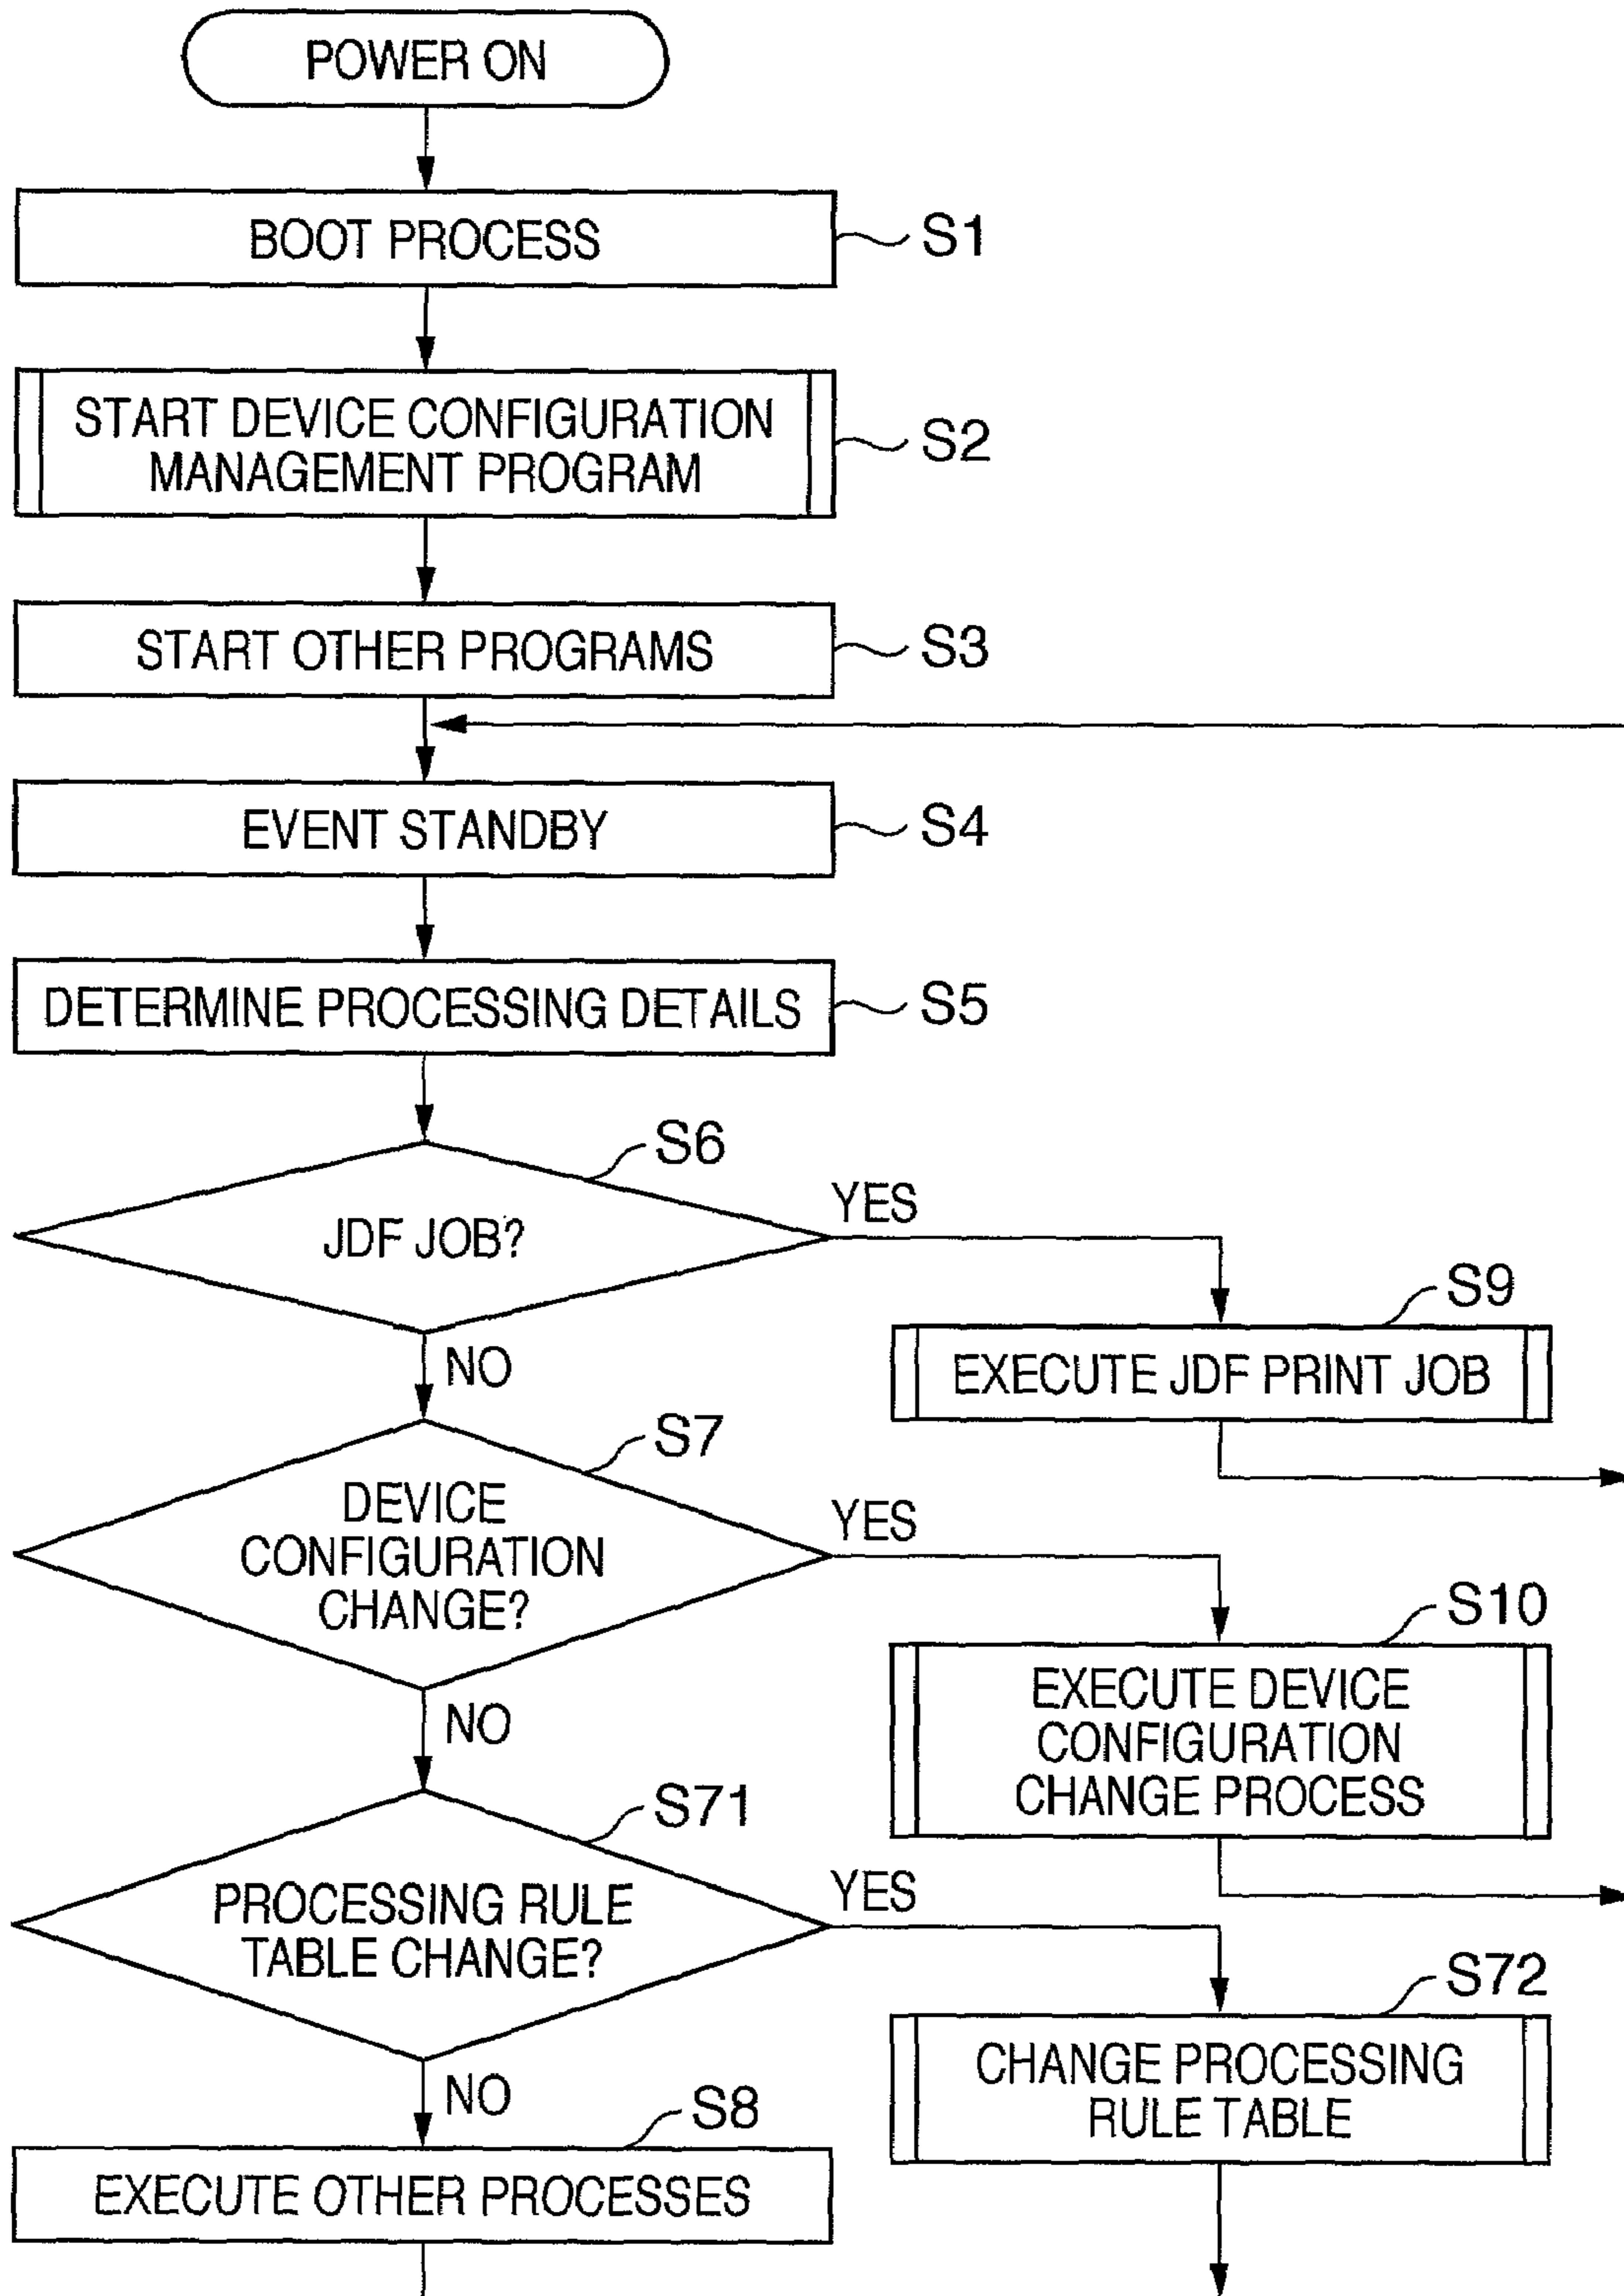 POWER ON
BOOT PROCESS
S1
START DEVICE CONFIGURATION
MANAGEMENT PROGRAM
S2
START OTHER PROGRAMS
S3
EVENT STANDBY
S4
DETERMINE PROCESSING DETAILS
S5
S6
JDF JOB?
YES
NO
S9
EXECUTE JDF PRINT JOB
S7
DEVICE
CONFIGURATION
CHANGE?
YES
NO
S10
EXECUTE DEVICE
CONFIGURATION
CHANGE PROCESS
S71
PROCESSING RULE
TABLE CHANGE?
YES
NO
S72
CHANGE PROCESSING
RULE TABLE
S8
EXECUTE OTHER PROCESSES